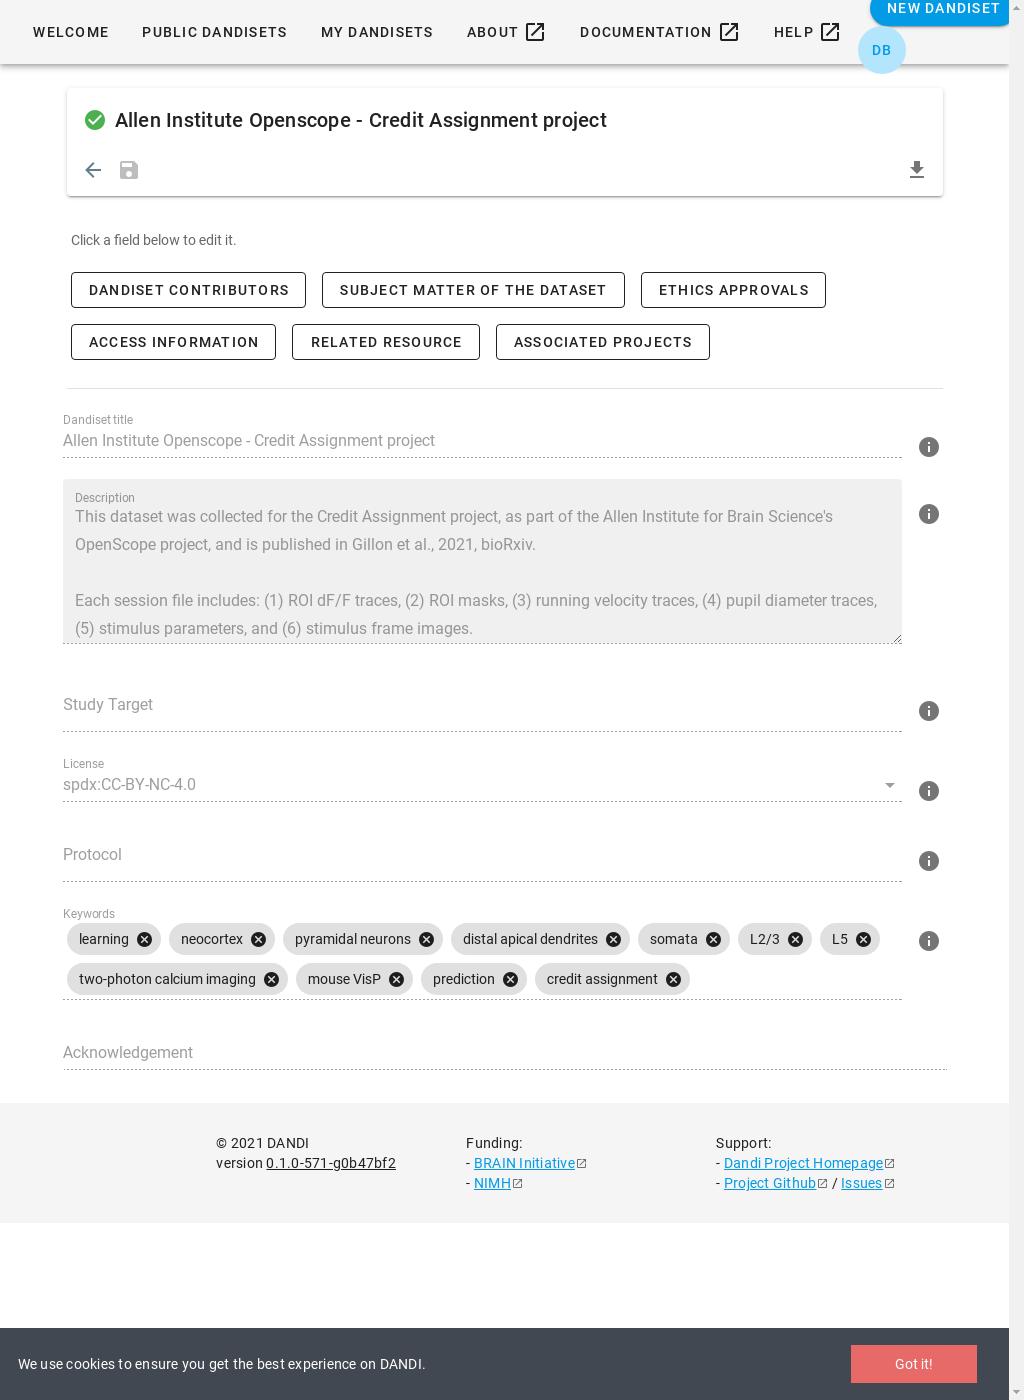 NEW DANDISET
WELCOME PUBLIC DANDISETS MY DANDISETS ABOUT DOCUMENTATION HELP
DB
Allen Institute Openscope - Credit Assignment project
Click a field below to edit it.
DANDISET CONTRIBUTORS SUBJECT MATTER OF THE DATASET ETHICS APPROVALS
ACCESS INFORMATION RELATED RESOURCE ASSOCIATED PROJECTS
Dandiset title
Allen Institute Openscope - Credit Assignment project
Description
This dataset was collected for the Credit Assignment project, as part of the Allen Institute for Brain Science's
OpenScope project, and is published in Gillon et al., 2021, bioRxiv.
Each session file includes: (1) ROI dF/F traces, (2) ROI masks, (3) running velocity traces, (4) pupil diameter traces,
(5) stimulus parameters, and (6) stimulus frame images.
Study Target
License
spdx:CC-BY-NC-4.0
Protocol
Keywords
learning neocortex pyramidal neurons distal apical dendrites somata L2/3 L5
two-photon calcium imaging mouse VisP prediction credit assignment
Acknowledgement
© 2021 DANDI
version 0.1.0-571-g0b47bf2
Funding:
- BRAIN Initiative
- NIMH
Support:
- Dandi Project Homepage
- Project Github / Issues
We use cookies to ensure you get the best experience on DANDI.
Got it!